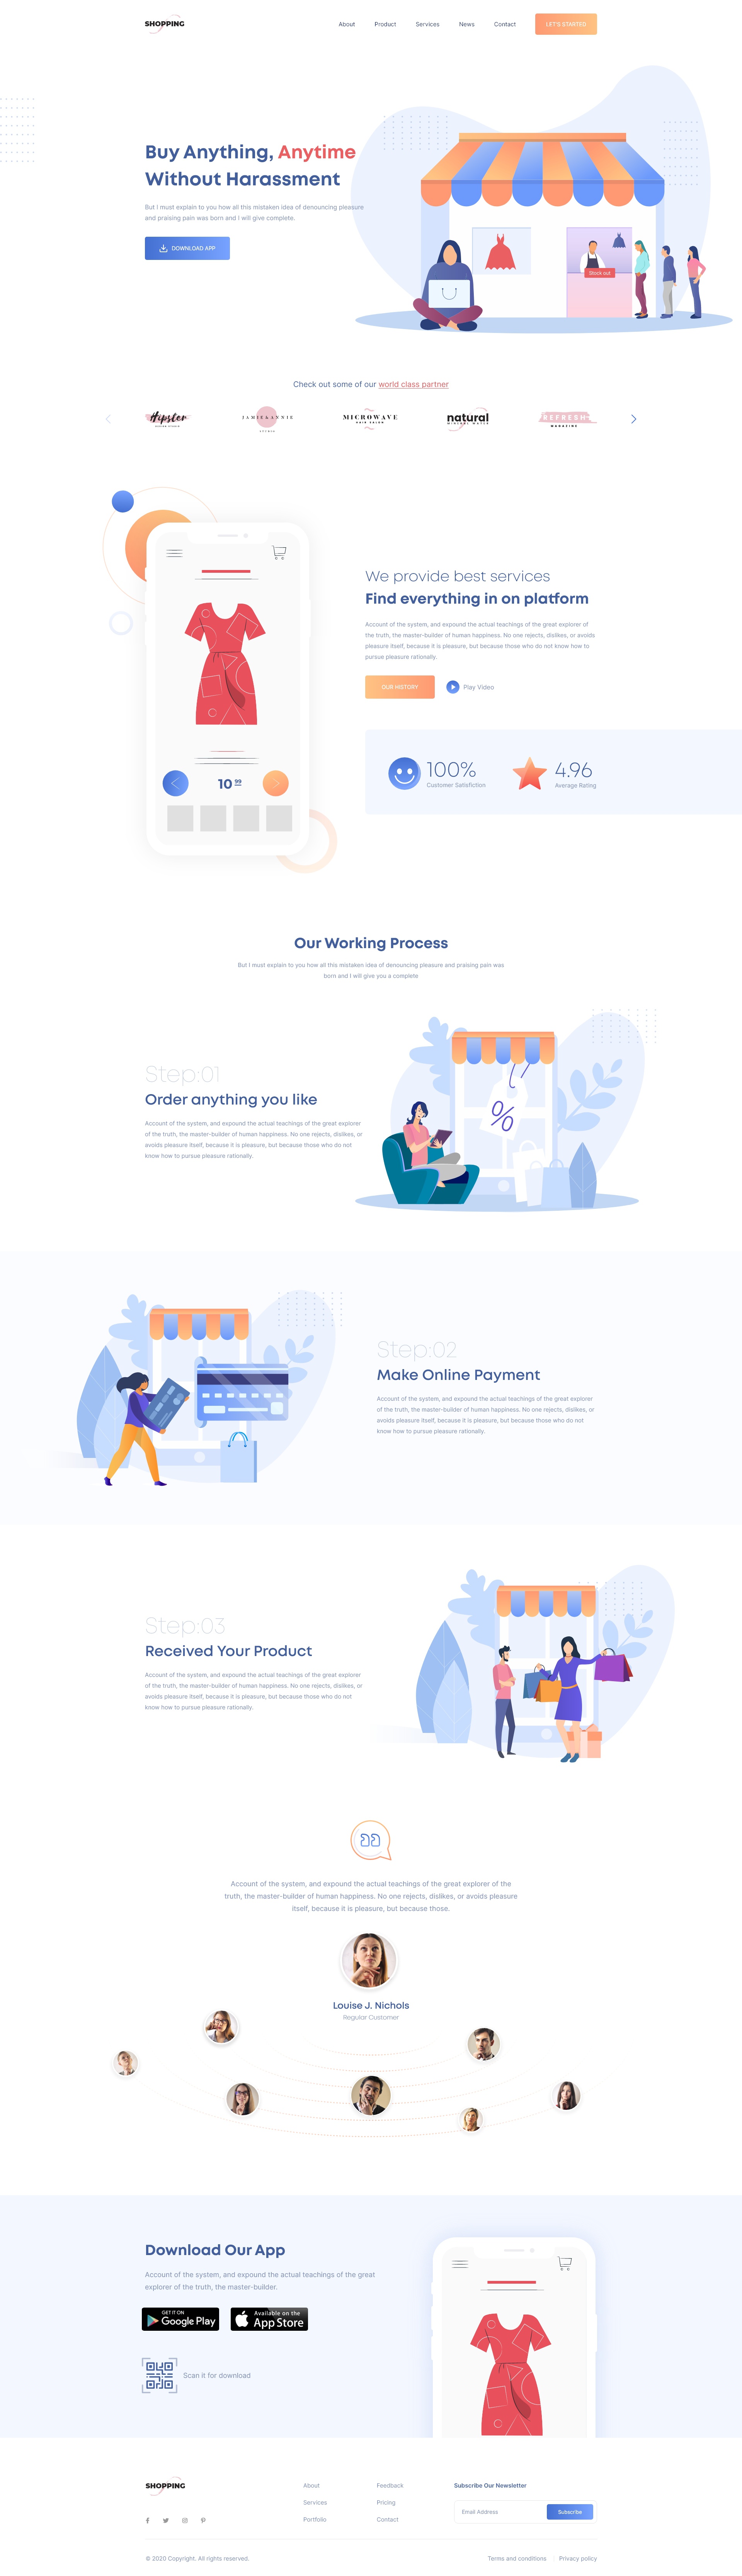 SHOPPING
About
Product
Services
News
Contact
LET'S STARTED
Buy Anything, Anytime
Without Harassment
But I must explain to you how all this mistaken idea of denouncing pleasure
and praising pain was born and I will give complete.
DOWNLOAD APP
Stock out
Check out some of our world class partner
Hipster
JAMIE & ANNIE
STUDIO
MICROWAVE
HAIR SALON
natural
MINERAL WATER
REFRESH
MAGAZINE
We provide best services
Find everything in on platform
Account of the system, and expound the actual teachings of the great explorer of
the truth, the master-builder of human happiness. No one rejects, dislikes, or avoids
pleasure itself, because it is pleasure, but because those who do not know how to
pursue pleasure rationally.
OUR HISTORY
Play Video
10 99
100%
Customer Satisfiction
4.96
Average Rating
Our Working Process
But I must explain to you how all this mistaken idea of denouncing pleasure and praising pain was
born and I will give you a complete
Step:01
Order anything you like
Account of the system, and expound the actual teachings of the great explorer
of the truth, the master-builder of human happiness. No one rejects, dislikes, or
avoids pleasure itself, because it is pleasure, but because those who do not
know how to pursue pleasure rationally.
%
Step:02
Make Online Payment
Account of the system, and expound the actual teachings of the great explorer
of the truth, the master-builder of human happiness. No one rejects, dislikes, or
avoids pleasure itself, because it is pleasure, but because those who do not
know how to pursue pleasure rationally.
Step:03
Received Your Product
Account of the system, and expound the actual teachings of the great explorer
of the truth, the master-builder of human happiness. No one rejects, dislikes, or
avoids pleasure itself, because it is pleasure, but because those who do not
know how to pursue pleasure rationally.
Account of the system, and expound the actual teachings of the great explorer of the
truth, the master-builder of human happiness. No one rejects, dislikes, or avoids pleasure
itself, because it is pleasure, but because those.
Louise J. Nichols
Regular Customer
Download Our App
Account of the system, and expound the actual teachings of the great
explorer of the truth, the master-builder.
GET IT ON
Google Play
Available on the
App Store
Scan it for download
SHOPPING
About
Services
Portfolio
Feedback
Pricing
Contact
Subscribe Our Newsletter
Email Address
Subscribe
© 2020 Copyright. All rights reserved.
Terms and conditions
Privacy policy